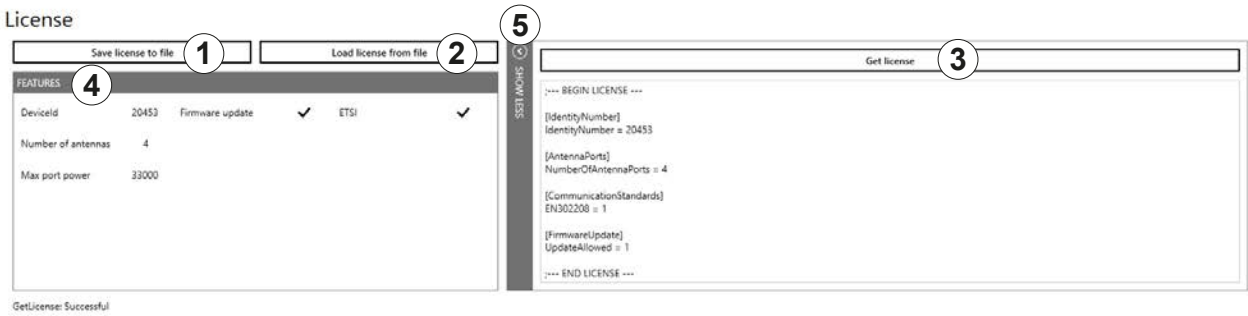 License
Save license to file 1
Load license from file 2
FEATURES 4
DeviceId 20453 Firmware update ✓ ETSI ✓
Number of antennas 4
Max port power 33000
5
SHOW LESS
Get license 3
;--- BEGIN LICENSE ---
[IdentityNumber]
IdentityNumber = 20453
[AntennaPorts]
NumberOfAntennaPorts = 4
[CommunicationStandards]
EN302208 = 1
[FirmwareUpdate]
UpdateAllowed = 1
;--- END LICENSE ---
GetLicense: Successful